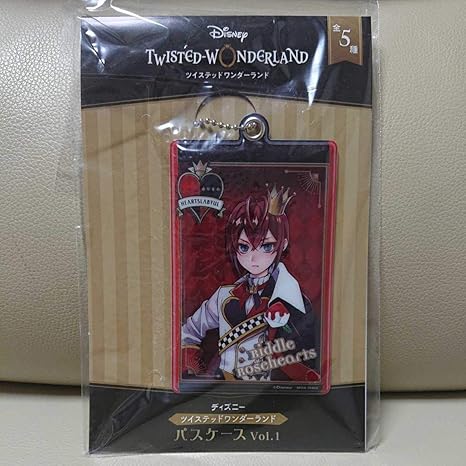 Disney
TWISTED-WONDERLAND
ツイステッドワンダーランド
全5種
HEARTSLABYUL
Riddle
Rosehearts
©Disney
ディズニー
ツイステッドワンダーランド
パスケース Vol.1